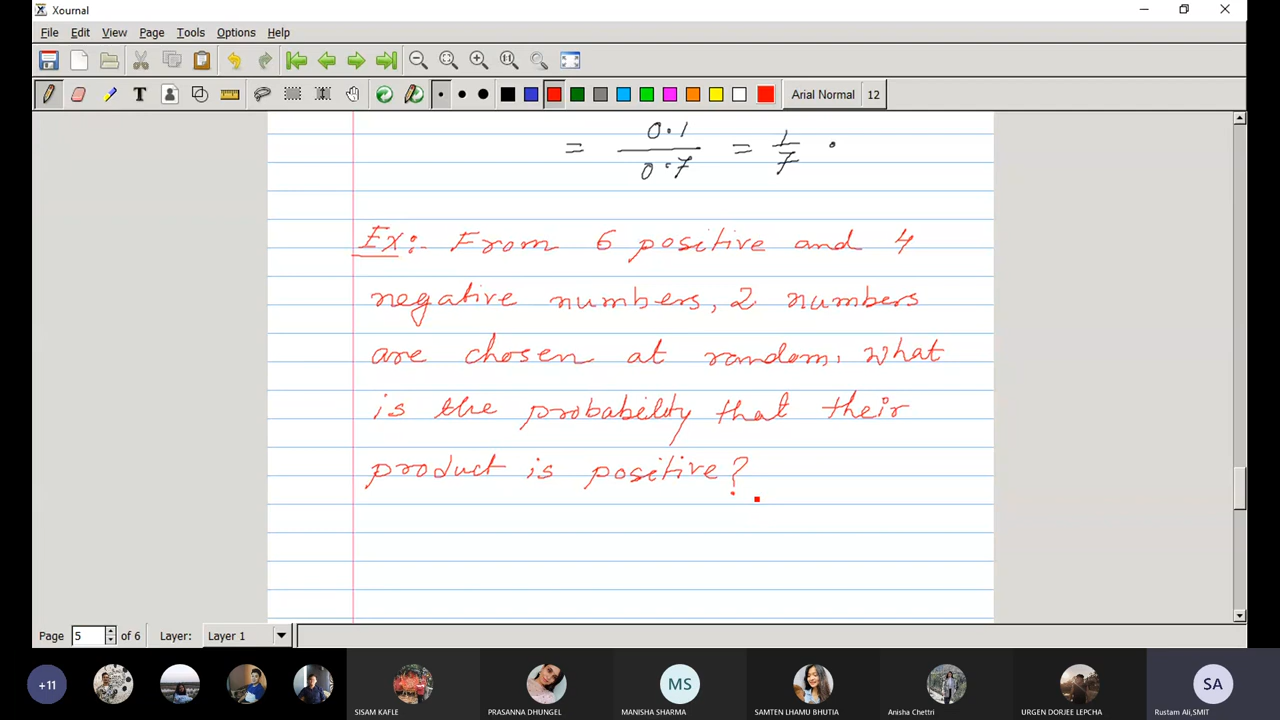 Xournal
File Edit View Page Tools Options Help
Arial Normal 12
= 0.1 / 0.7 = 1/7 .
Ex:- From 6 positive and 4
negative numbers, 2 numbers
are chosen at random. What
is the probability that their
product is positive?
Page 5 of 6 Layer: Layer 1
+11
SISAM KAFLE
PRASANNA DHUNGEL
MS
MANISHA SHARMA
SAMTEN LHAMU BHUTIA
Anisha Chettri
URGEN DORJEE LEPCHA
SA
Rustam Ali,SMIT